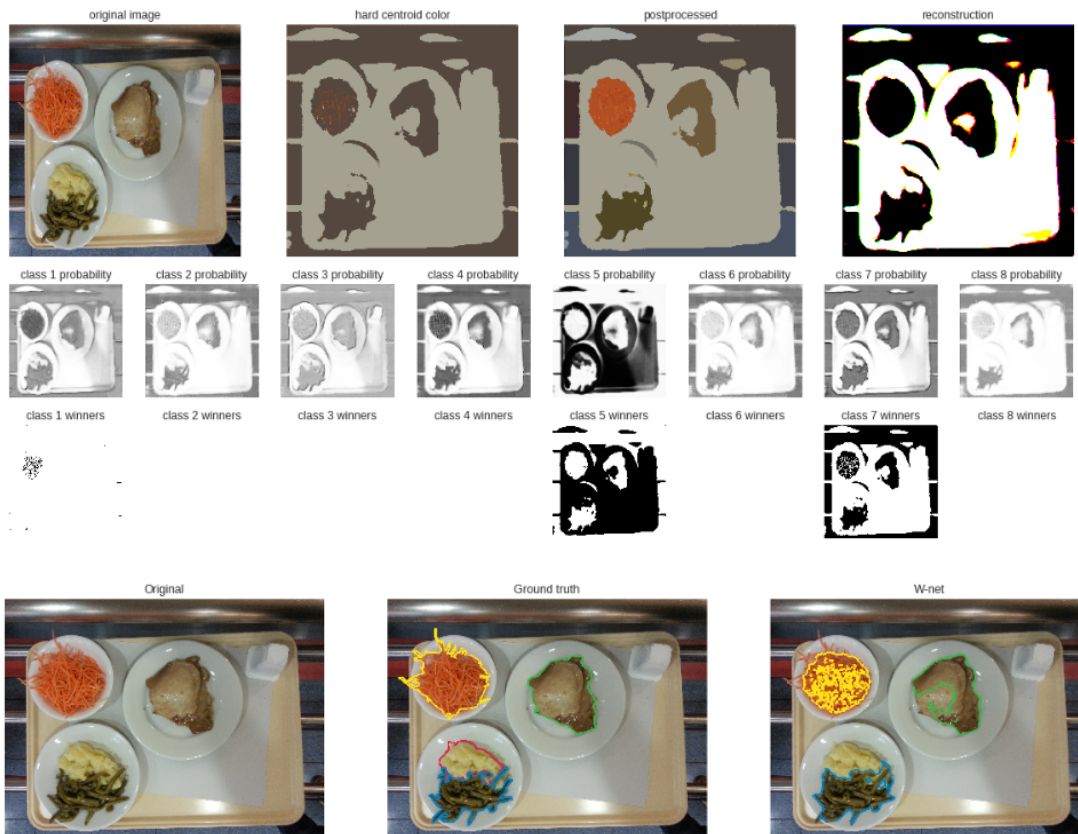 original image
hard centroid color
postprocessed
reconstruction
class 1 probability
class 2 probability
class 3 probability
class 4 probability
class 5 probability
class 6 probability
class 7 probability
class 8 probability
class 1 winners
class 2 winners
class 3 winners
class 4 winners
class 5 winners
class 6 winners
class 7 winners
class 8 winners
Original
Ground truth
W-net